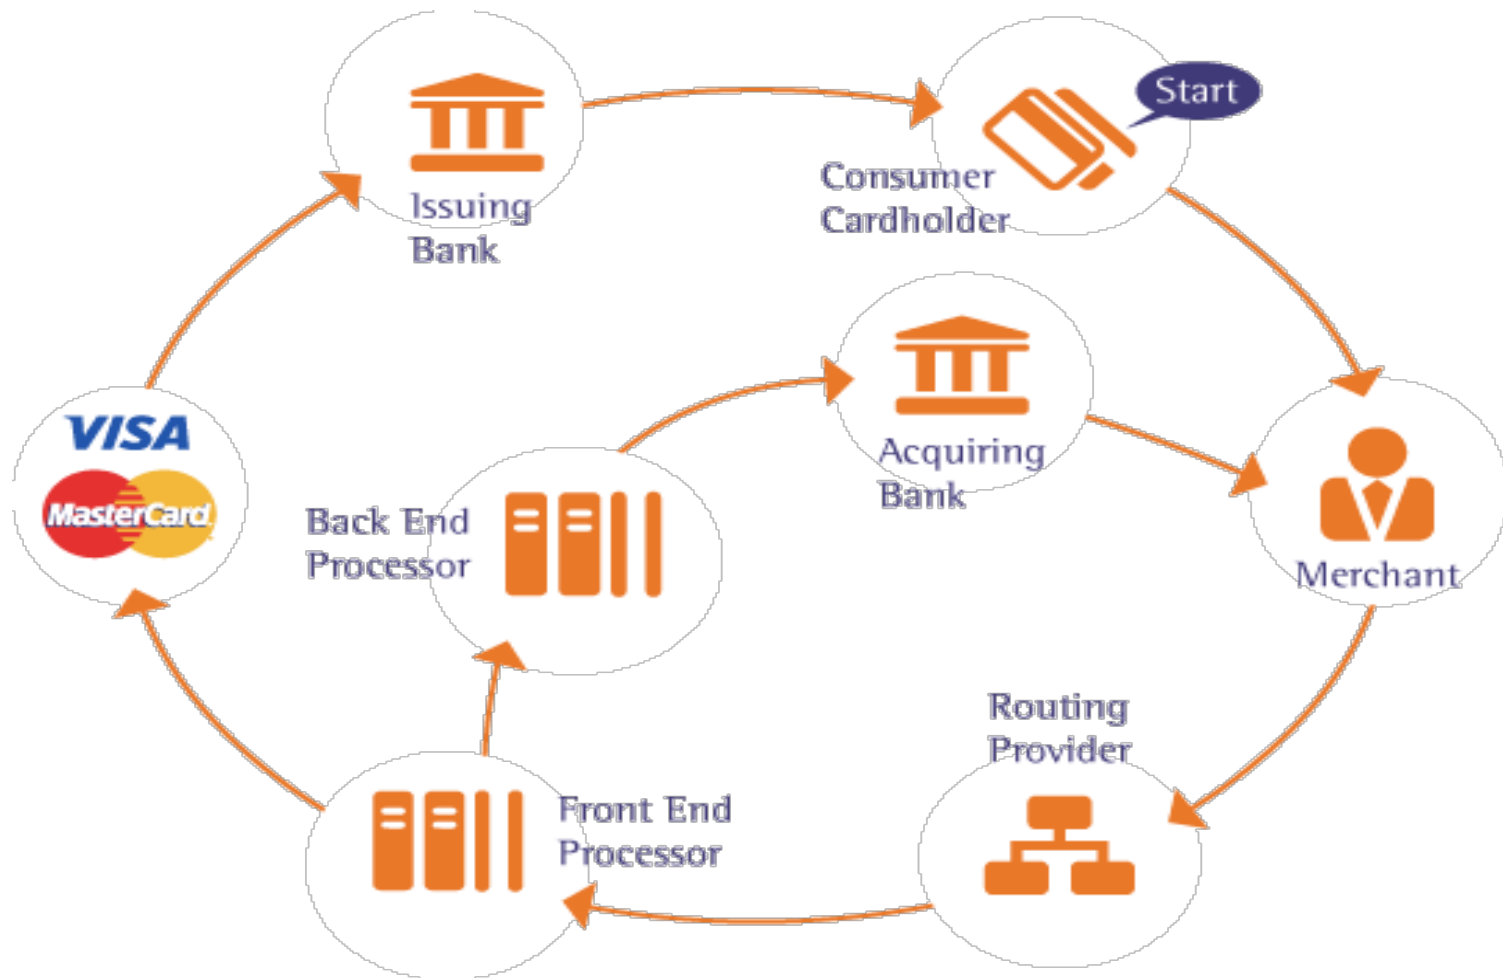 Start
Consumer
Cardholder
Issuing
Bank
Acquiring
Bank
VISA
MasterCard
Back End
Processor
Merchant
Routing
Provider
Front End
Processor